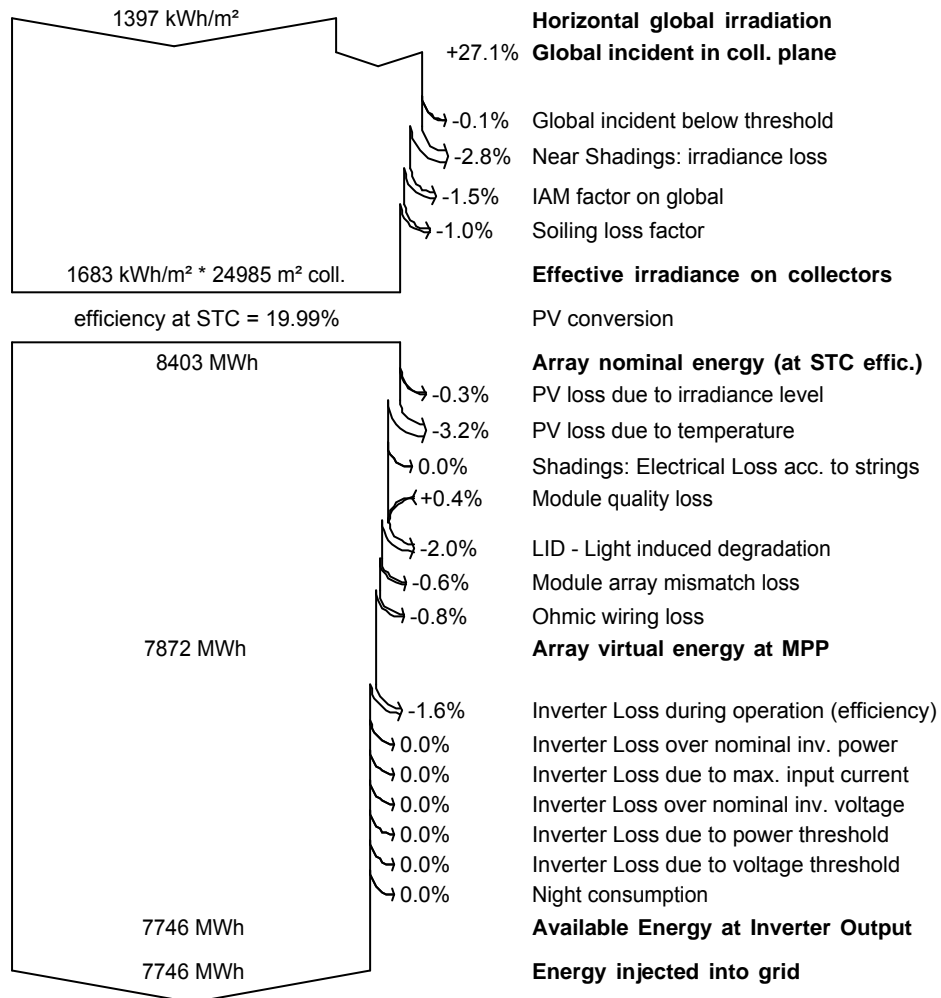 1397 kWh/m² Horizontal global irradiation
+27.1% Global incident in coll. plane
-0.1% Global incident below threshold
-2.8% Near Shadings: irradiance loss
-1.5% IAM factor on global
-1.0% Soiling loss factor
1683 kWh/m² * 24985 m² coll. Effective irradiance on collectors
efficiency at STC = 19.99% PV conversion
8403 MWh Array nominal energy (at STC effic.)
-0.3% PV loss due to irradiance level
-3.2% PV loss due to temperature
0.0% Shadings: Electrical Loss acc. to strings
+0.4% Module quality loss
-2.0% LID - Light induced degradation
-0.6% Module array mismatch loss
-0.8% Ohmic wiring loss
7872 MWh Array virtual energy at MPP
-1.6% Inverter Loss during operation (efficiency)
0.0% Inverter Loss over nominal inv. power
0.0% Inverter Loss due to max. input current
0.0% Inverter Loss over nominal inv. voltage
0.0% Inverter Loss due to power threshold
0.0% Inverter Loss due to voltage threshold
0.0% Night consumption
7746 MWh Available Energy at Inverter Output
7746 MWh Energy injected into grid